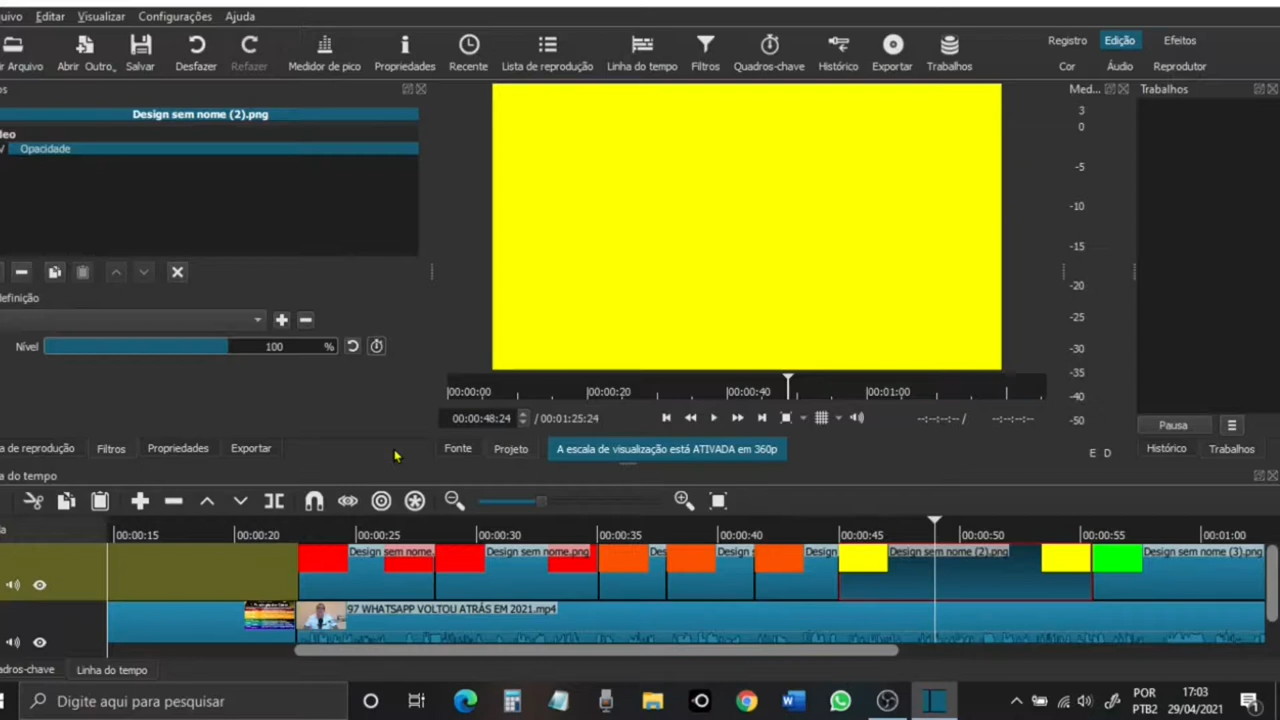 uivo Editar Visualizar Configurações Ajuda
ir Arquivo Abrir Outro... Salvar Desfazer Refazer Medidor de pico Propriedades Recente Lista de reprodução Linha do tempo Filtros Quadros-chave Histórico Exportar Trabalhos
Registro Edição Efeitos
Cor Áudio Reprodutor
os
Med... Trabalhos
Design sem nome (2).png
deo
Opacidade
3
0
-5
-10
-15
-20
-25
-30
-35
-40
-50
definição
Nível 100 %
00:00:00 00:00:20 00:00:40 00:01:00
00:00:48:24 / 00:01:25:24 --:--:--:-- / --:--:--:--
Pausa
a de reprodução Filtros Propriedades Exportar
Fonte Projeto A escala de visualização está ATIVADA em 360p
E D
Histórico Trabalhos
a do tempo
00:00:15 00:00:20 00:00:25 00:00:30 00:00:35 00:00:40 00:00:45 00:00:50 00:00:55 00:01:00
Design sem nome. Design sem nome.png Des Design s Design Design sem nome (2).png Design sem nome (3).png
97 WHATSAPP VOLTOU ATRÁS EM 2021.mp4
adros-chave Linha do tempo
Digite aqui para pesquisar
POR
PTB2
17:03
29/04/2021
1